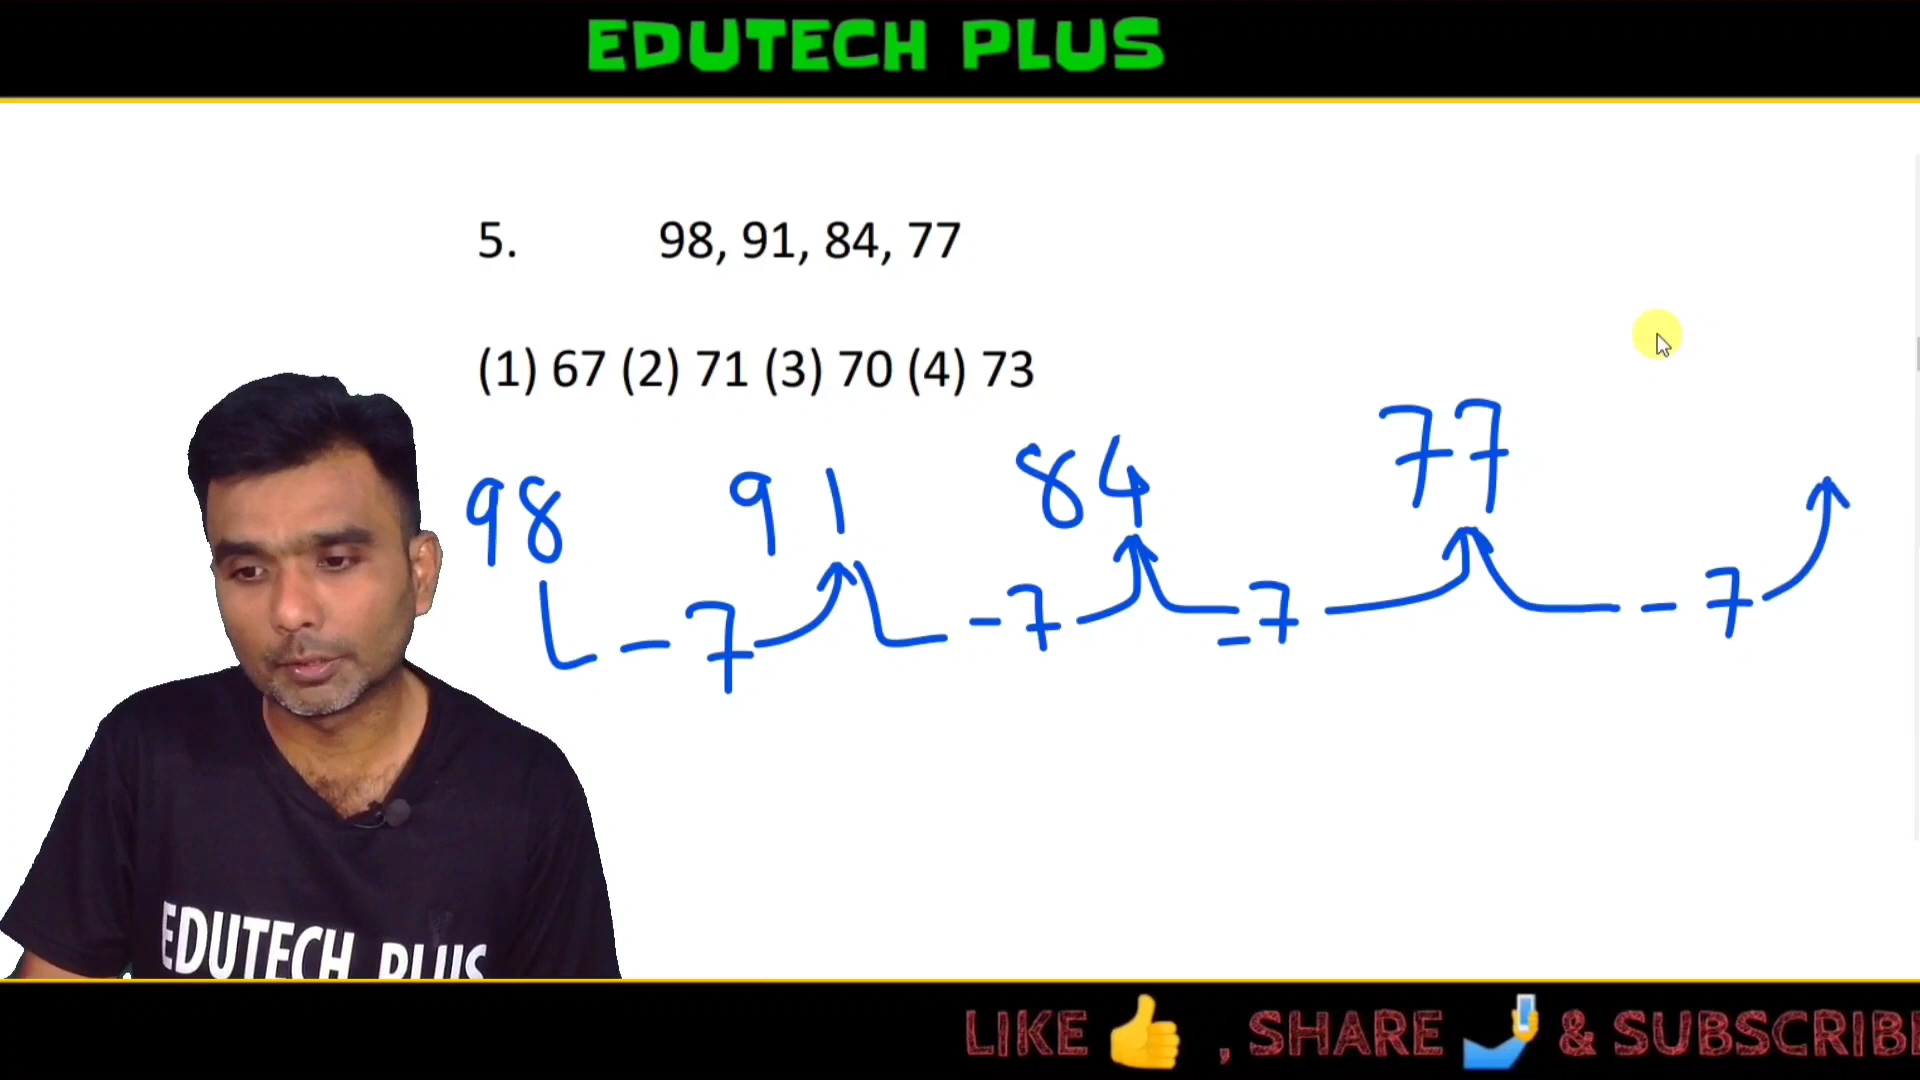 EDUTECH PLUS
5. 98, 91, 84, 77
(1) 67 (2) 71 (3) 70 (4) 73
98 91 84 77
-7 -7 -7 -7
EDUTECH PLUS
LIKE 👍 , SHARE 🤳 & SUBSCRIBE